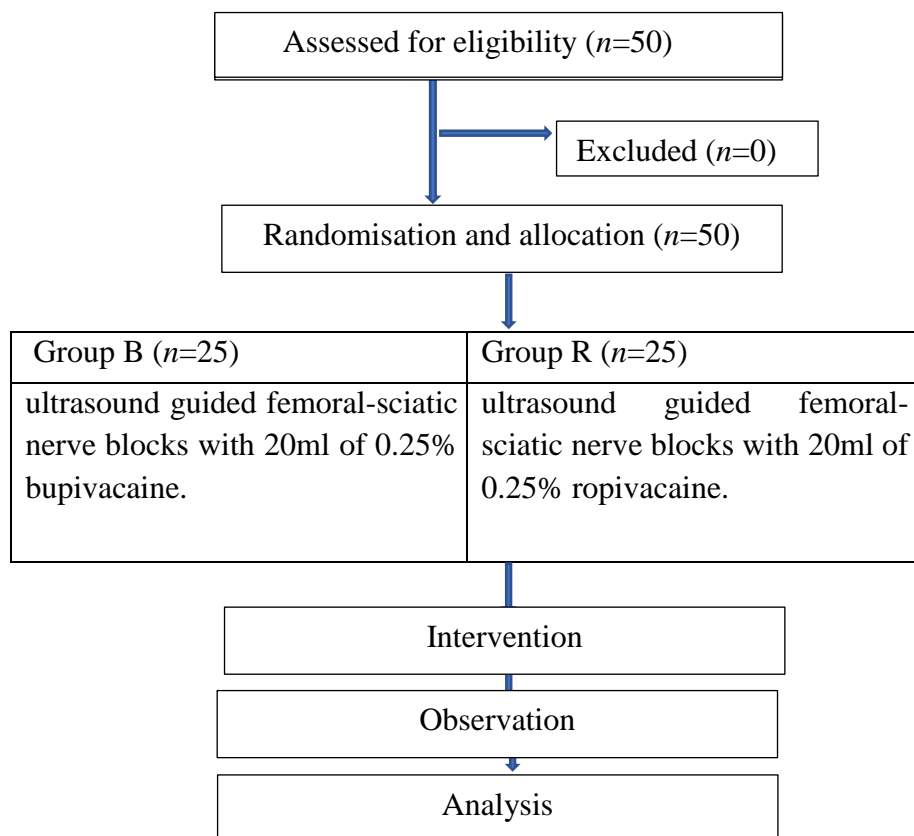 Assessed for eligibility (n=50)
Excluded (n=0)
Randomisation and allocation (n=50)
Group B (n=25)
ultrasound guided femoral-sciatic
nerve blocks with 20ml of 0.25%
bupivacaine.
Group R (n=25)
ultrasound guided femoral-
sciatic nerve blocks with 20ml of
0.25% ropivacaine.
Intervention
Observation
Analysis